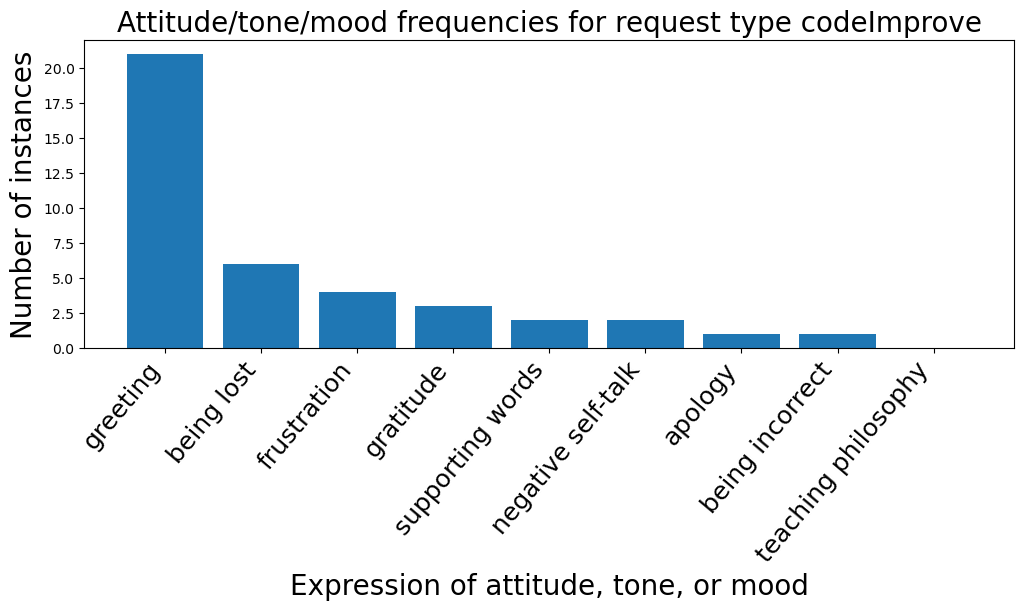 Attitude/tone/mood frequencies for request type codeImprove
Number of instances
20.0
17.5
15.0
12.5
10.0
7.5
5.0
2.5
0.0
greeting
being lost
frustration
gratitude
supporting words
negative self-talk
apology
being incorrect
teaching philosophy
Expression of attitude, tone, or mood